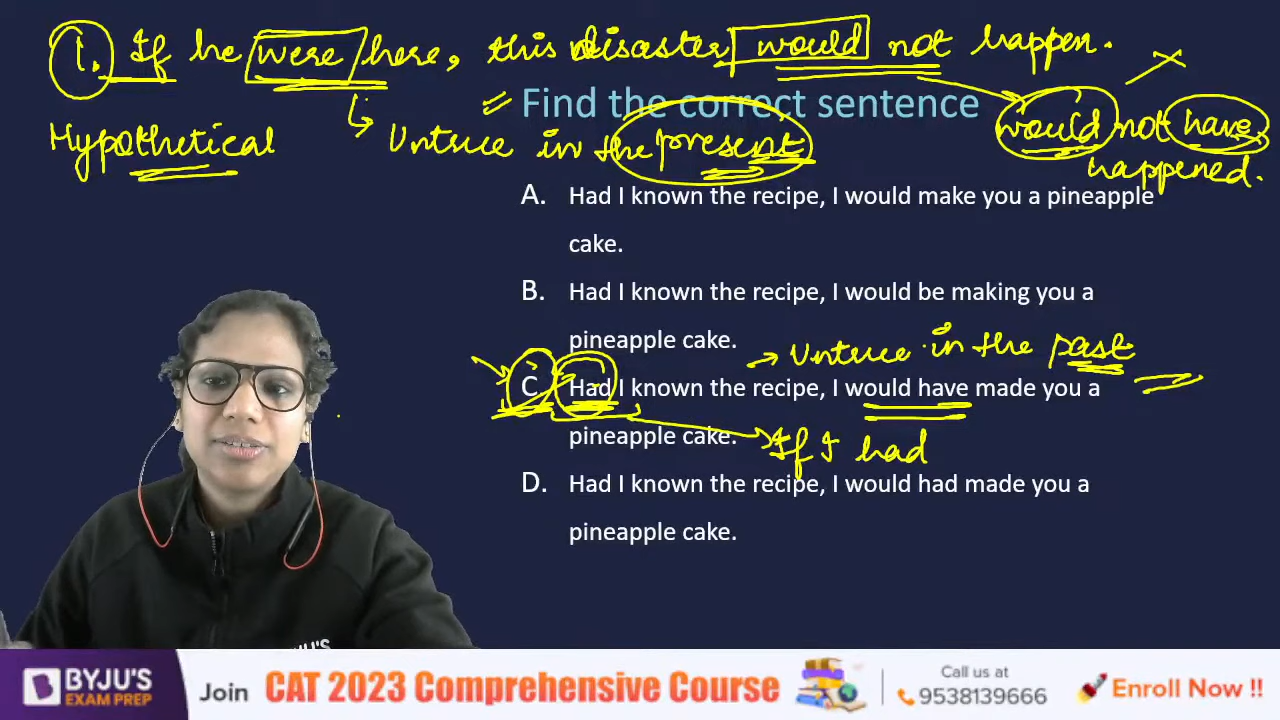 1. If he were here, this disaster would not happen.
Find the correct sentence
would not have
happened.
Hypothetical
Untrue in the present
A. Had I known the recipe, I would make you a pineapple
cake.
B. Had I known the recipe, I would be making you a
pineapple cake.
Untrue in the past
C. Had I known the recipe, I would have made you a
pineapple cake.
If I had
D. Had I known the recipe, I would had made you a
pineapple cake.
BYJU'S
EXAM PREP
Join CAT 2023 Comprehensive Course
Call us at
9538139666
Enroll Now !!